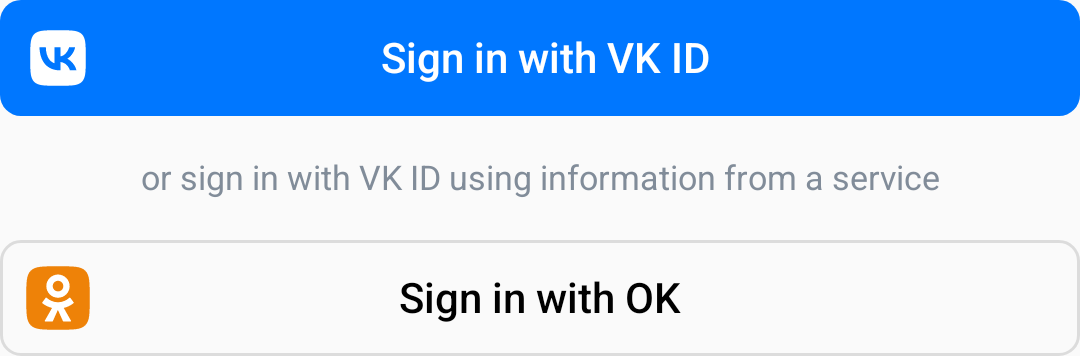 Sign in with VK ID
or sign in with VK ID using information from a service
Sign in with OK